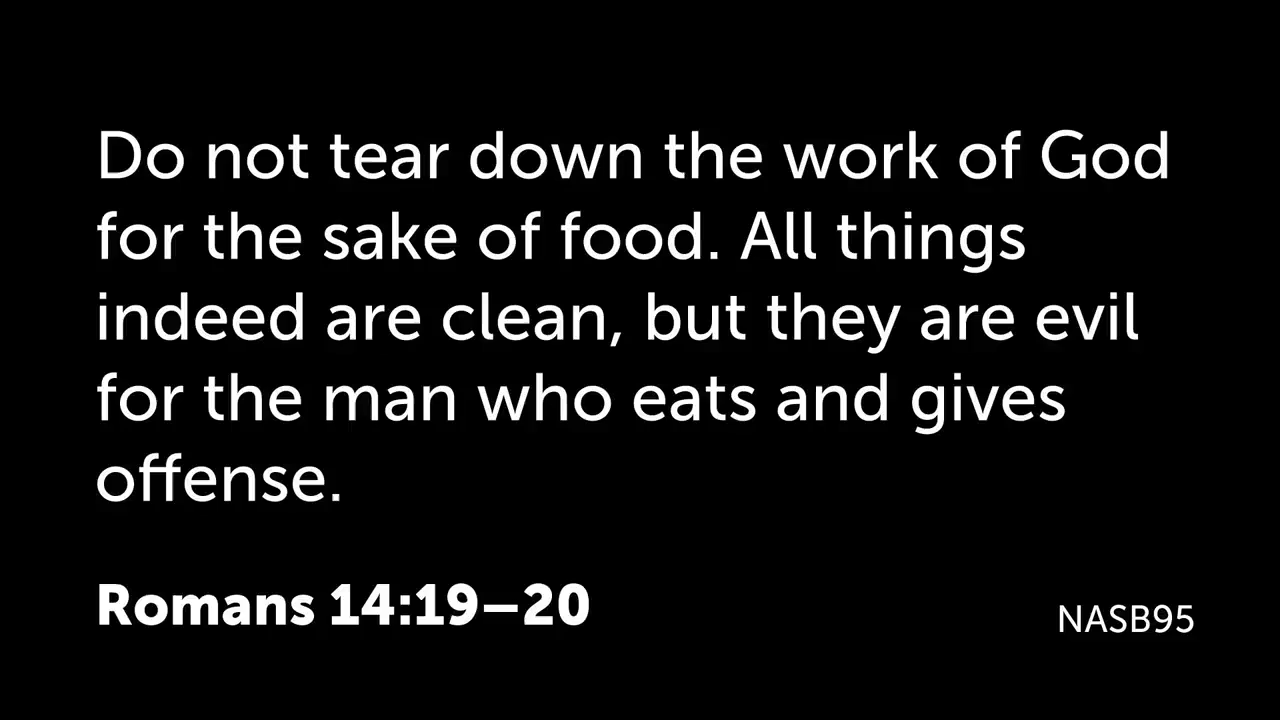 Do not tear down the work of God
for the sake of food. All things
indeed are clean, but they are evil
for the man who eats and gives
offense.
Romans 14:19–20
NASB95